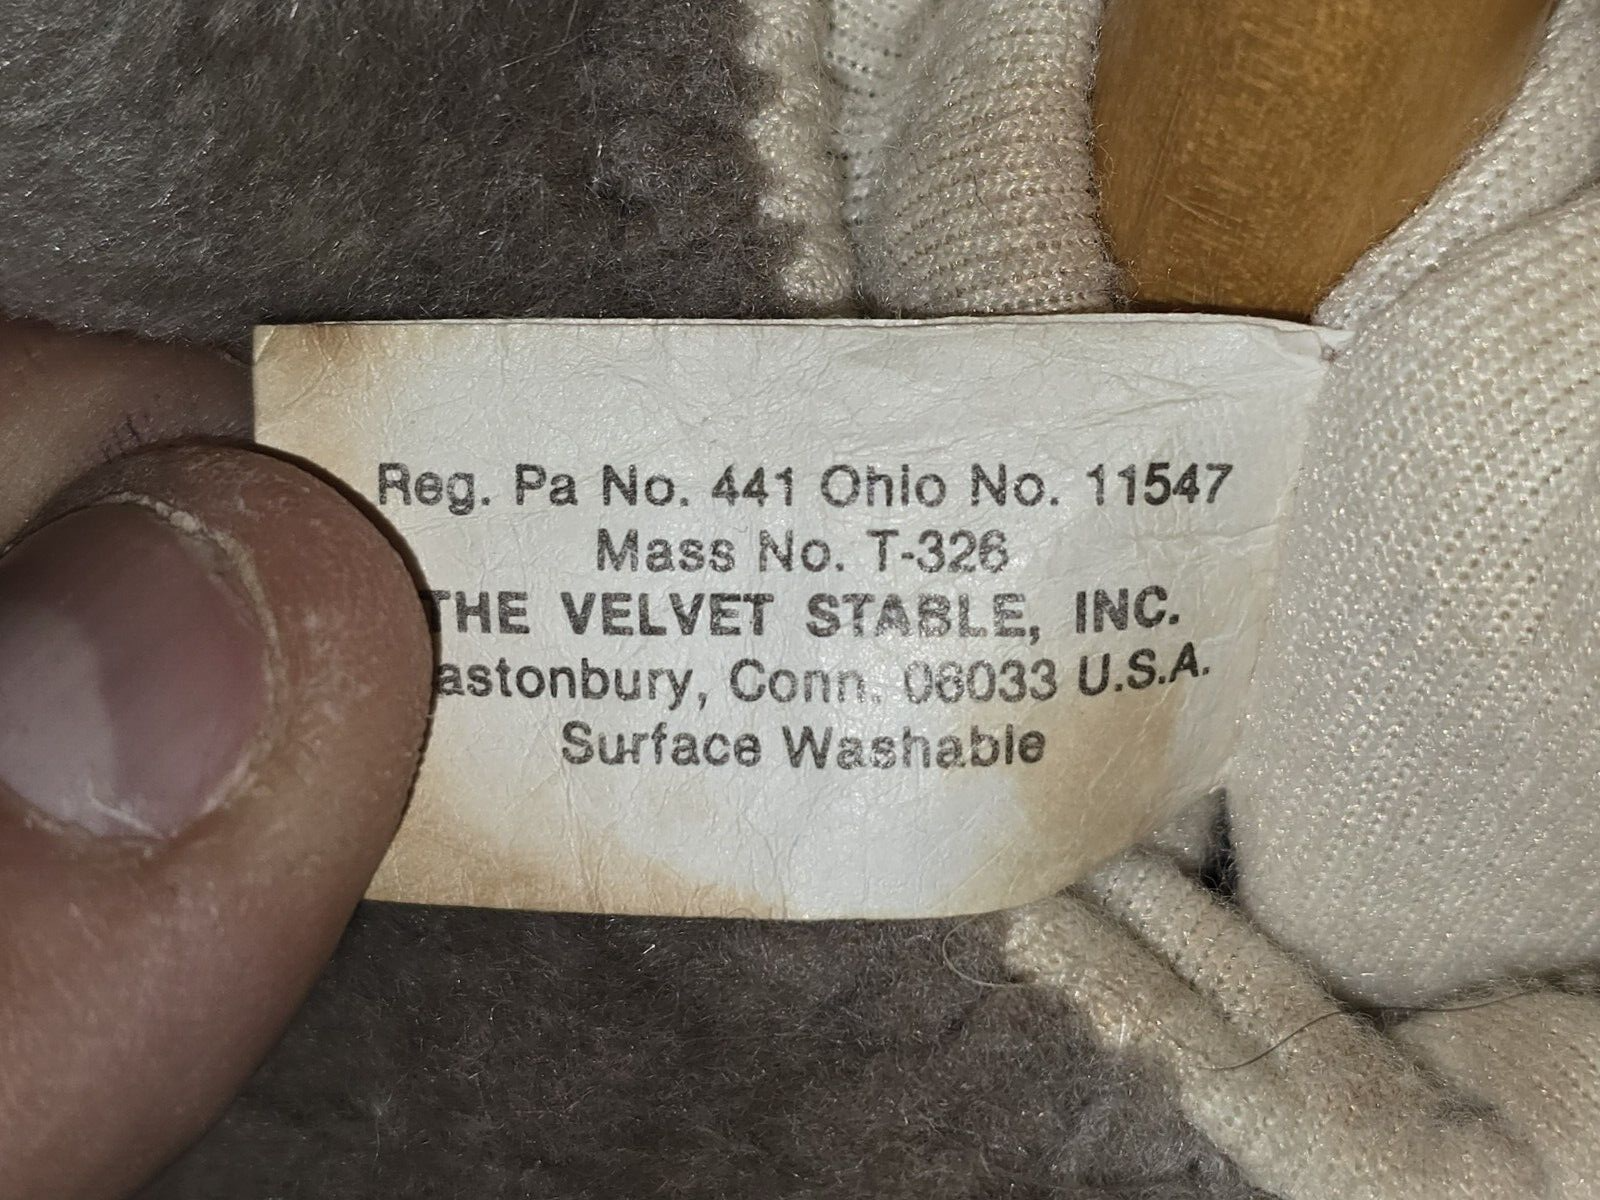 Reg. Pa No. 441 Ohio No. 11547
Mass No. T-326
THE VELVET STABLE, INC.
astonbury, Conn. 06033 U.S.A.
Surface Washable